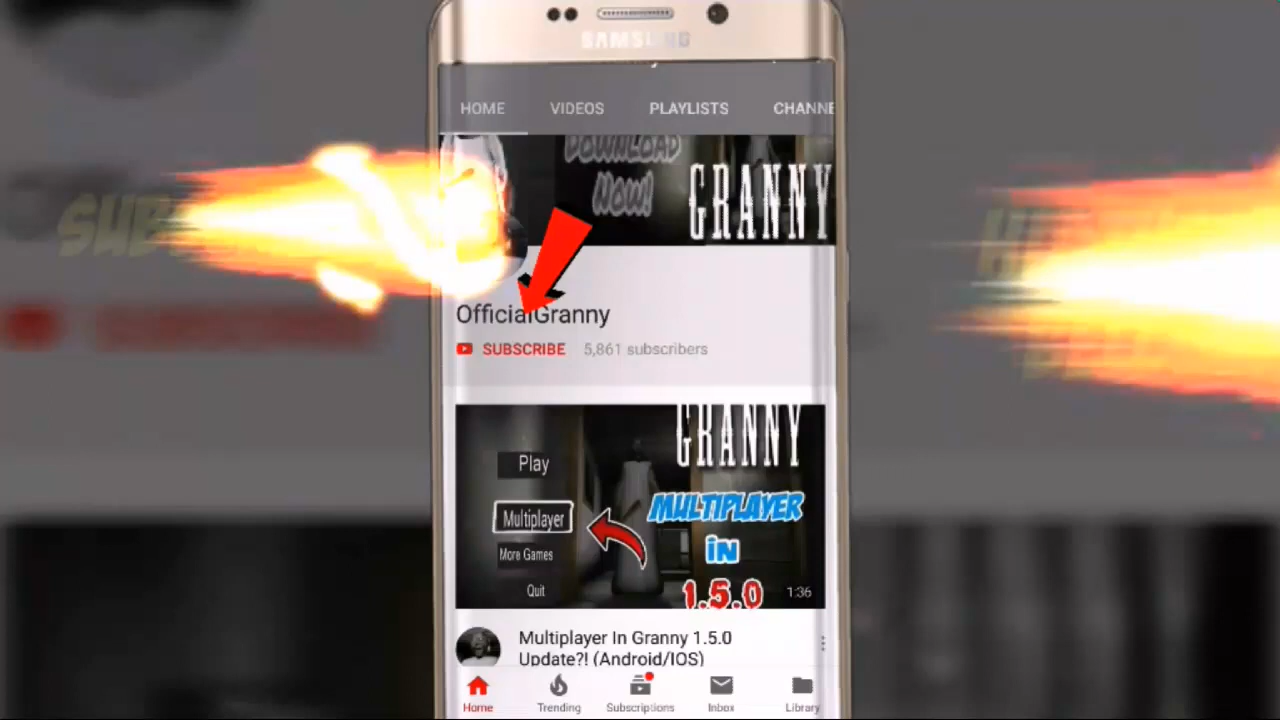 SAMSUNG
HOME VIDEOS PLAYLISTS CHANNE
DOWNLOAD
NOW!
GRANNY
OfficialGranny
SUBSCRIBE 5,861 subscribers
GRANNY
Play
Multiplayer
More Games
Quit
MULTIPLAYER
iN
1.5.0
1:36
Multiplayer In Granny 1.5.0
Update?! (Android/IOS)
Home Trending Subscriptions Inbox Library